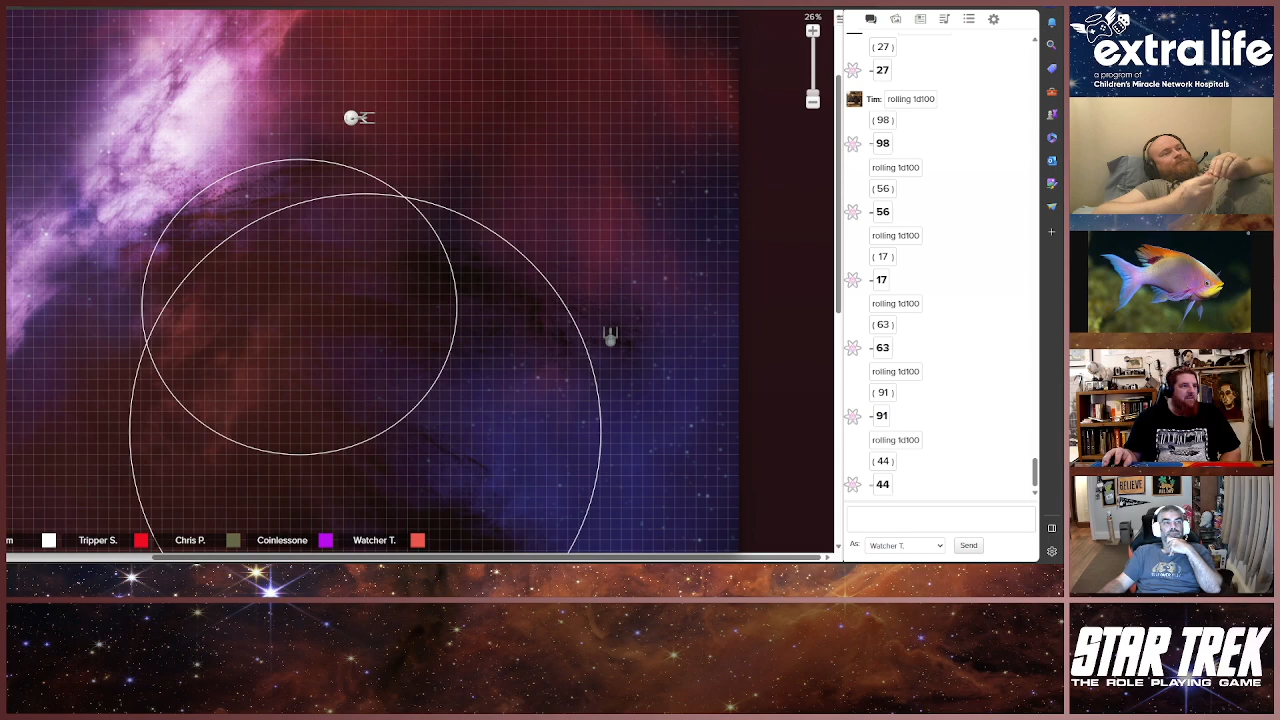 26%
( 27 )
= 27
Tim: rolling 1d100
( 98 )
= 98
rolling 1d100
( 56 )
= 56
rolling 1d100
( 17 )
= 17
rolling 1d100
( 63 )
= 63
rolling 1d100
( 91 )
= 91
rolling 1d100
( 44 )
= 44
m
Tripper S.
Chris P.
Coinlessone
Watcher T.
As: Watcher T.
Send
extra life
a program of
Children's Miracle Network Hospitals
BELIEVE
STAR TREK
THE ROLE PLAYING GAME